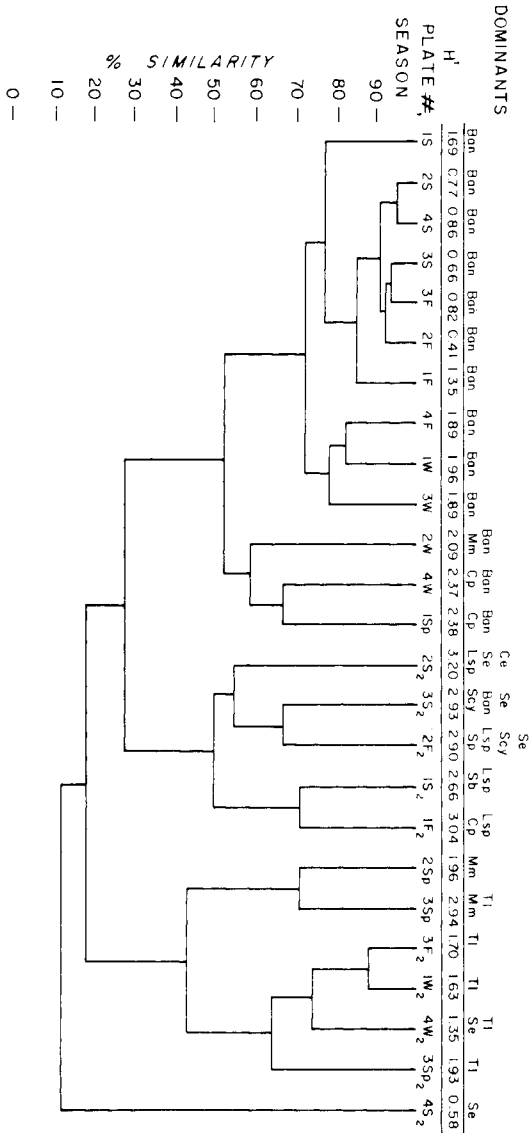 Se
DOMINANTS Ce Se Scy
Ban Ban Ban Se Ban Lsp Lsp Lsp Tl Tl
Ban Ban Ban Ban Ban Ban Ban Ban Ban Ban Mm Cp Cp Lsp Scy Sp Sb Cp Mm Mm Tl Tl Se Tl Se
H' 1.69 0.77 0.86 0.66 0.82 0.41 1.35 1.89 1.96 1.89 2.09 2.37 2.38 3.20 2.93 2.90 2.66 3.04 1.96 2.94 1.70 1.63 1.35 1.93 0.58
PLATE #, 1S 2S 4S 3S 3F 2F 1F 4F 1W 3W 2W 4W 1Sp 2S₂ 3S₂ 2F₂ 1S₂ 1F₂ 2Sp 3Sp 3F₂ 1W₂ 4W₂ 3Sp₂ 4S₂
SEASON
90
80
70
60
50
40
30
20
10
0
% SIMILARITY